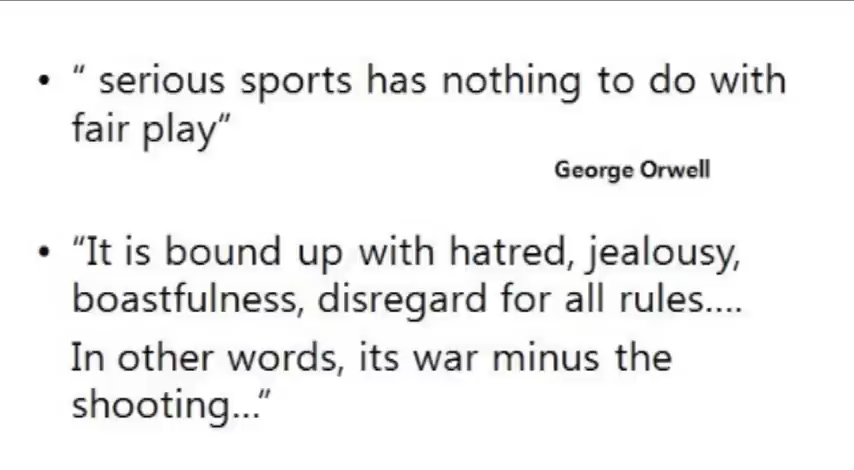 • “ serious sports has nothing to do with
fair play”
George Orwell
• “It is bound up with hatred, jealousy,
boastfulness, disregard for all rules....
In other words, its war minus the
shooting...”